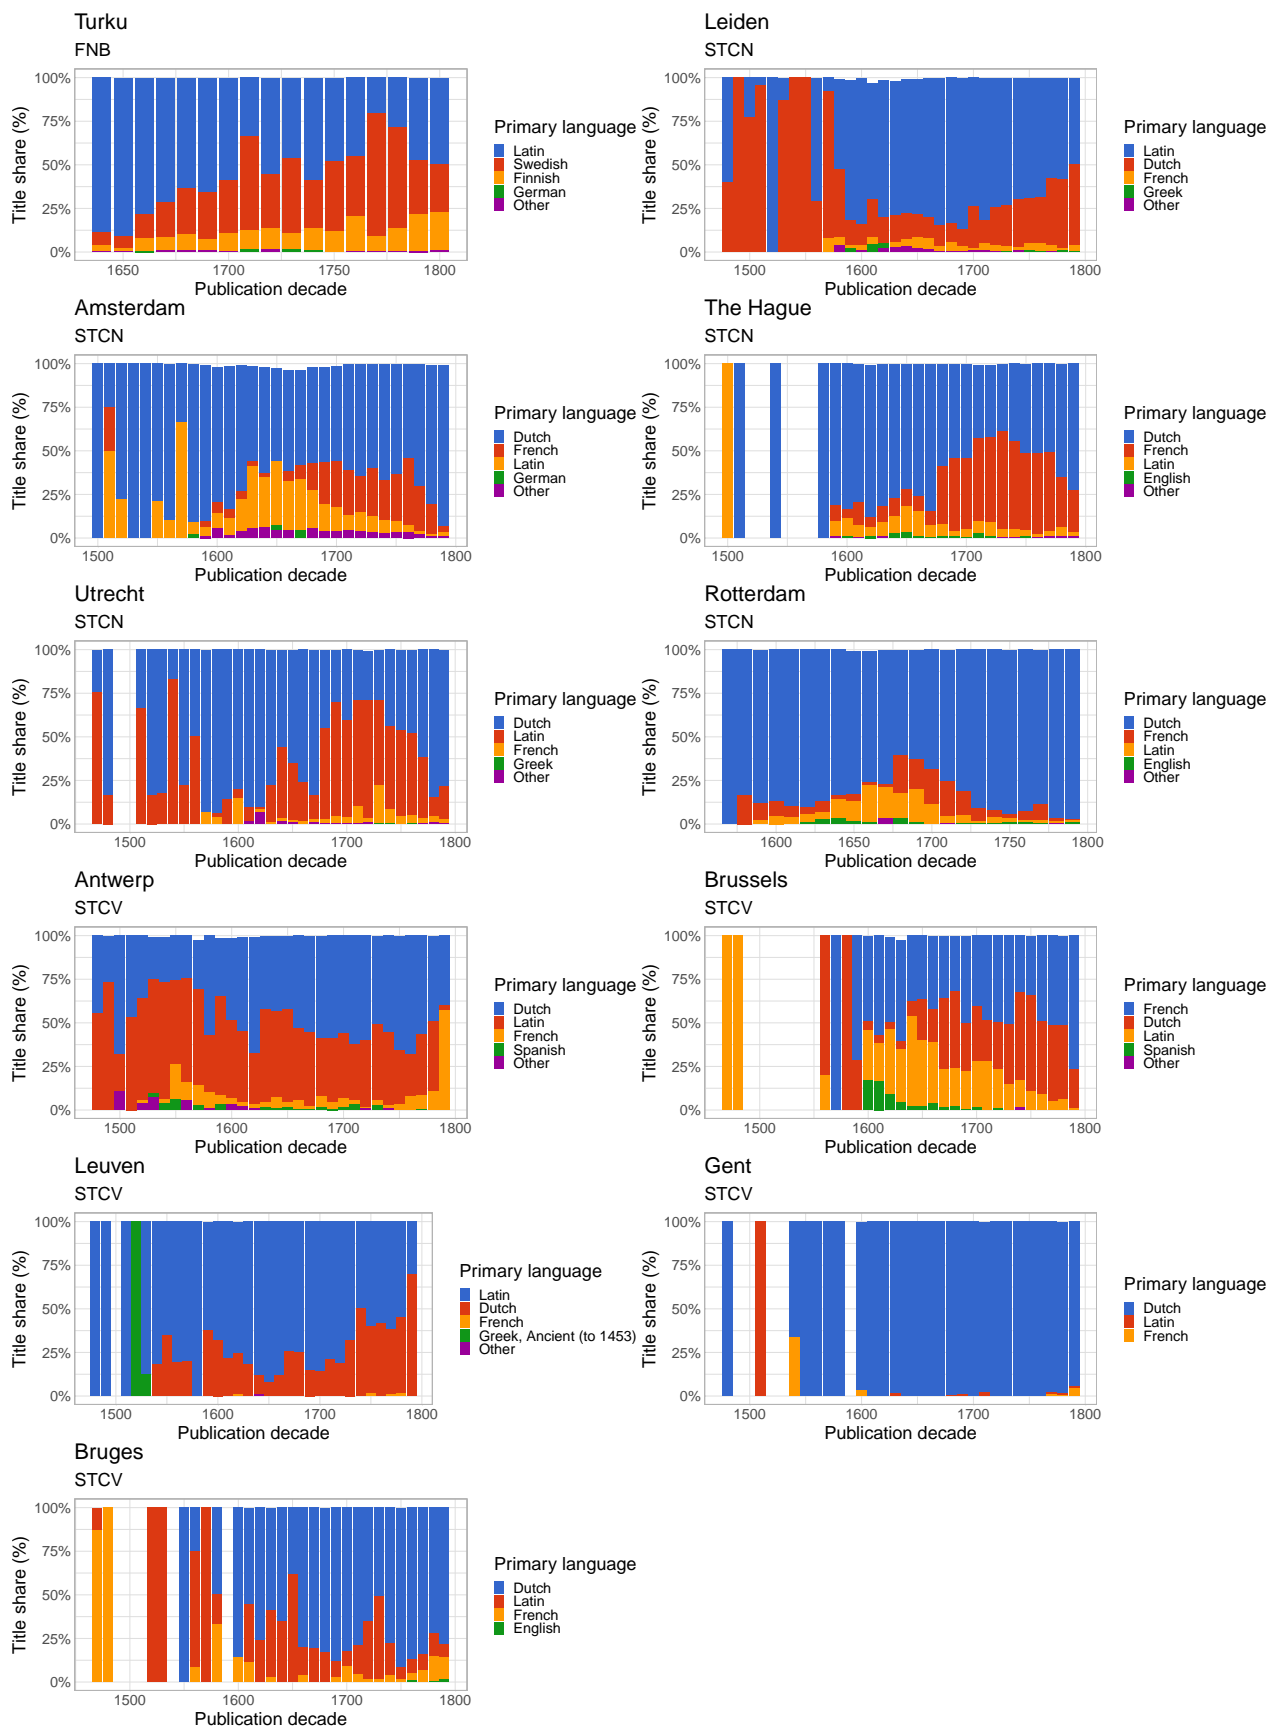 Turku
FNB
100%
75%
50%
25%
0%
Title share (%)
1650
1700
1750
1800
Publication decade
Primary language
Latin
Swedish
Finnish
German
Other
Leiden
STCN
100%
75%
50%
25%
0%
Title share (%)
1500
1600
1700
1800
Publication decade
Primary language
Latin
Dutch
French
Greek
Other
Amsterdam
STCN
100%
75%
50%
25%
0%
Title share (%)
1500
1600
1700
1800
Publication decade
Primary language
Dutch
French
Latin
German
Other
The Hague
STCN
100%
75%
50%
25%
0%
Title share (%)
1500
1600
1700
1800
Publication decade
Primary language
Dutch
French
Latin
English
Other
Utrecht
STCN
100%
75%
50%
25%
0%
Title share (%)
1500
1600
1700
1800
Publication decade
Primary language
Dutch
Latin
French
Greek
Other
Rotterdam
STCN
100%
75%
50%
25%
0%
Title share (%)
1600
1650
1700
1750
1800
Publication decade
Primary language
Dutch
French
Latin
English
Other
Antwerp
STCV
100%
75%
50%
25%
0%
Title share (%)
1500
1600
1700
1800
Publication decade
Primary language
Dutch
Latin
French
Spanish
Other
Brussels
STCV
100%
75%
50%
25%
0%
Title share (%)
1500
1600
1700
1800
Publication decade
Primary language
French
Dutch
Latin
Spanish
Other
Leuven
STCV
100%
75%
50%
25%
0%
Title share (%)
1500
1600
1700
1800
Publication decade
Primary language
Latin
Dutch
French
Greek, Ancient (to 1453)
Other
Gent
STCV
100%
75%
50%
25%
0%
Title share (%)
1500
1600
1700
1800
Publication decade
Primary language
Dutch
Latin
French
Bruges
STCV
100%
75%
50%
25%
0%
Title share (%)
1500
1600
1700
1800
Publication decade
Primary language
Dutch
Latin
French
English